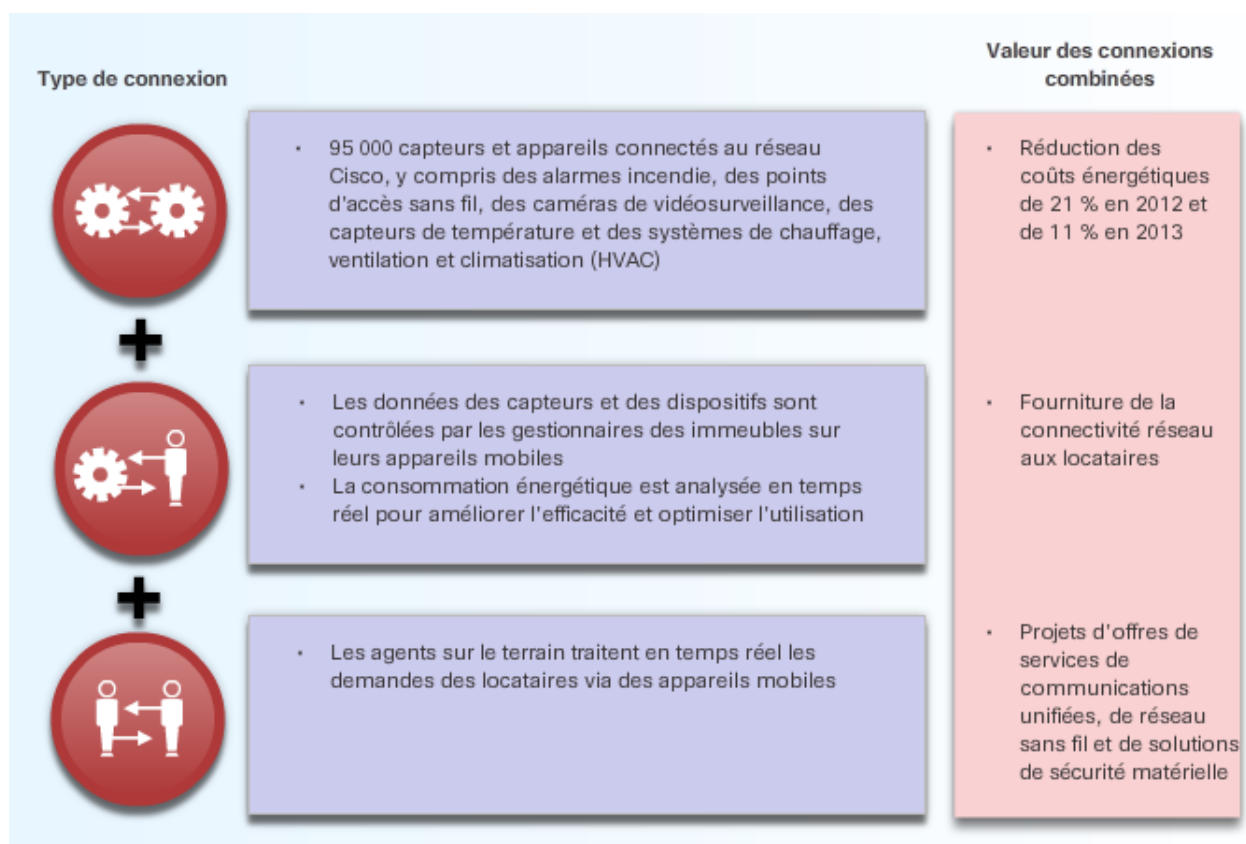 Type de connexion
Valeur des connexions
combinées
· 95 000 capteurs et appareils connectés au réseau
Cisco, y compris des alarmes incendie, des points
d'accès sans fil, des caméras de vidéosurveillance, des
capteurs de température et des systèmes de chauffage,
ventilation et climatisation (HVAC)
· Réduction des
coûts énergétiques
de 21 % en 2012 et
de 11 % en 2013
· Les données des capteurs et des dispositifs sont
contrôlées par les gestionnaires des immeubles sur
leurs appareils mobiles
· La consommation énergétique est analysée en temps
réel pour améliorer l'efficacité et optimiser l'utilisation
· Fourniture de la
connectivité réseau
aux locataires
· Les agents sur le terrain traitent en temps réel les
demandes des locataires via des appareils mobiles
· Projets d'offres de
services de
communications
unifiées, de réseau
sans fil et de solutions
de sécurité matérielle